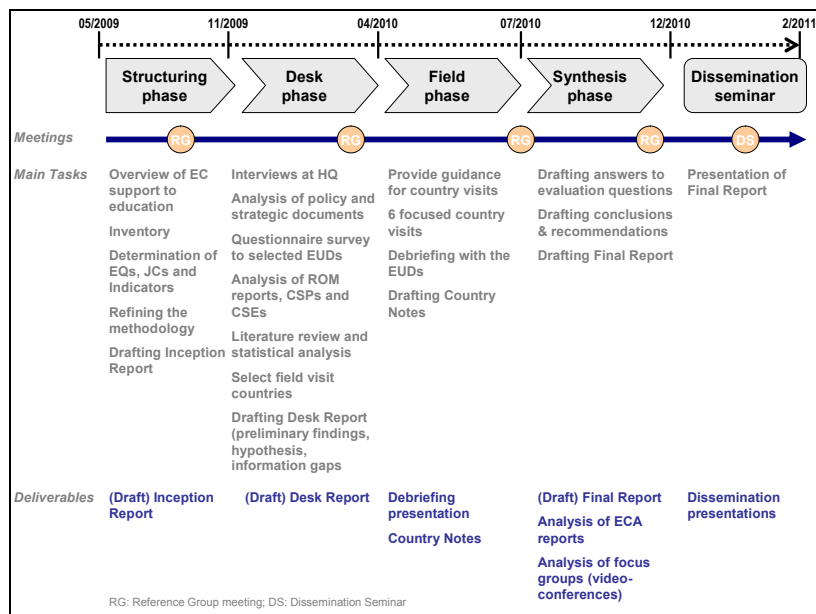 05/2009 11/2009 04/2010 07/2010 12/2010 2/2011
Structuring phase
Desk phase
Field phase
Synthesis phase
Dissemination seminar
Meetings
RG RG RG RG DS
Main Tasks
Overview of EC
support to
education
Inventory
Determination of
EQs, JCs and
Indicators
Refining the
methodology
Drafting Inception
Report
Interviews at HQ
Analysis of policy and
strategic documents
Questionnaire survey
to selected EUDs
Analysis of ROM
reports, CSPs and
CSEs
Literature review and
statistical analysis
Select field visit
countries
Drafting Desk Report
(preliminary findings,
hypothesis,
information gaps
Provide guidance
for country visits
6 focused country
visits
Debriefing with the
EUDs
Drafting Country
Notes
Drafting answers to
evaluation questions
Drafting conclusions
& recommendations
Drafting Final Report
Presentation of
Final Report
Deliverables
(Draft) Inception
Report
(Draft) Desk Report
Debriefing
presentation
Country Notes
(Draft) Final Report
Analysis of ECA
reports
Analysis of focus
groups (video-
conferences)
Dissemination
presentations
RG: Reference Group meeting; DS: Dissemination Seminar